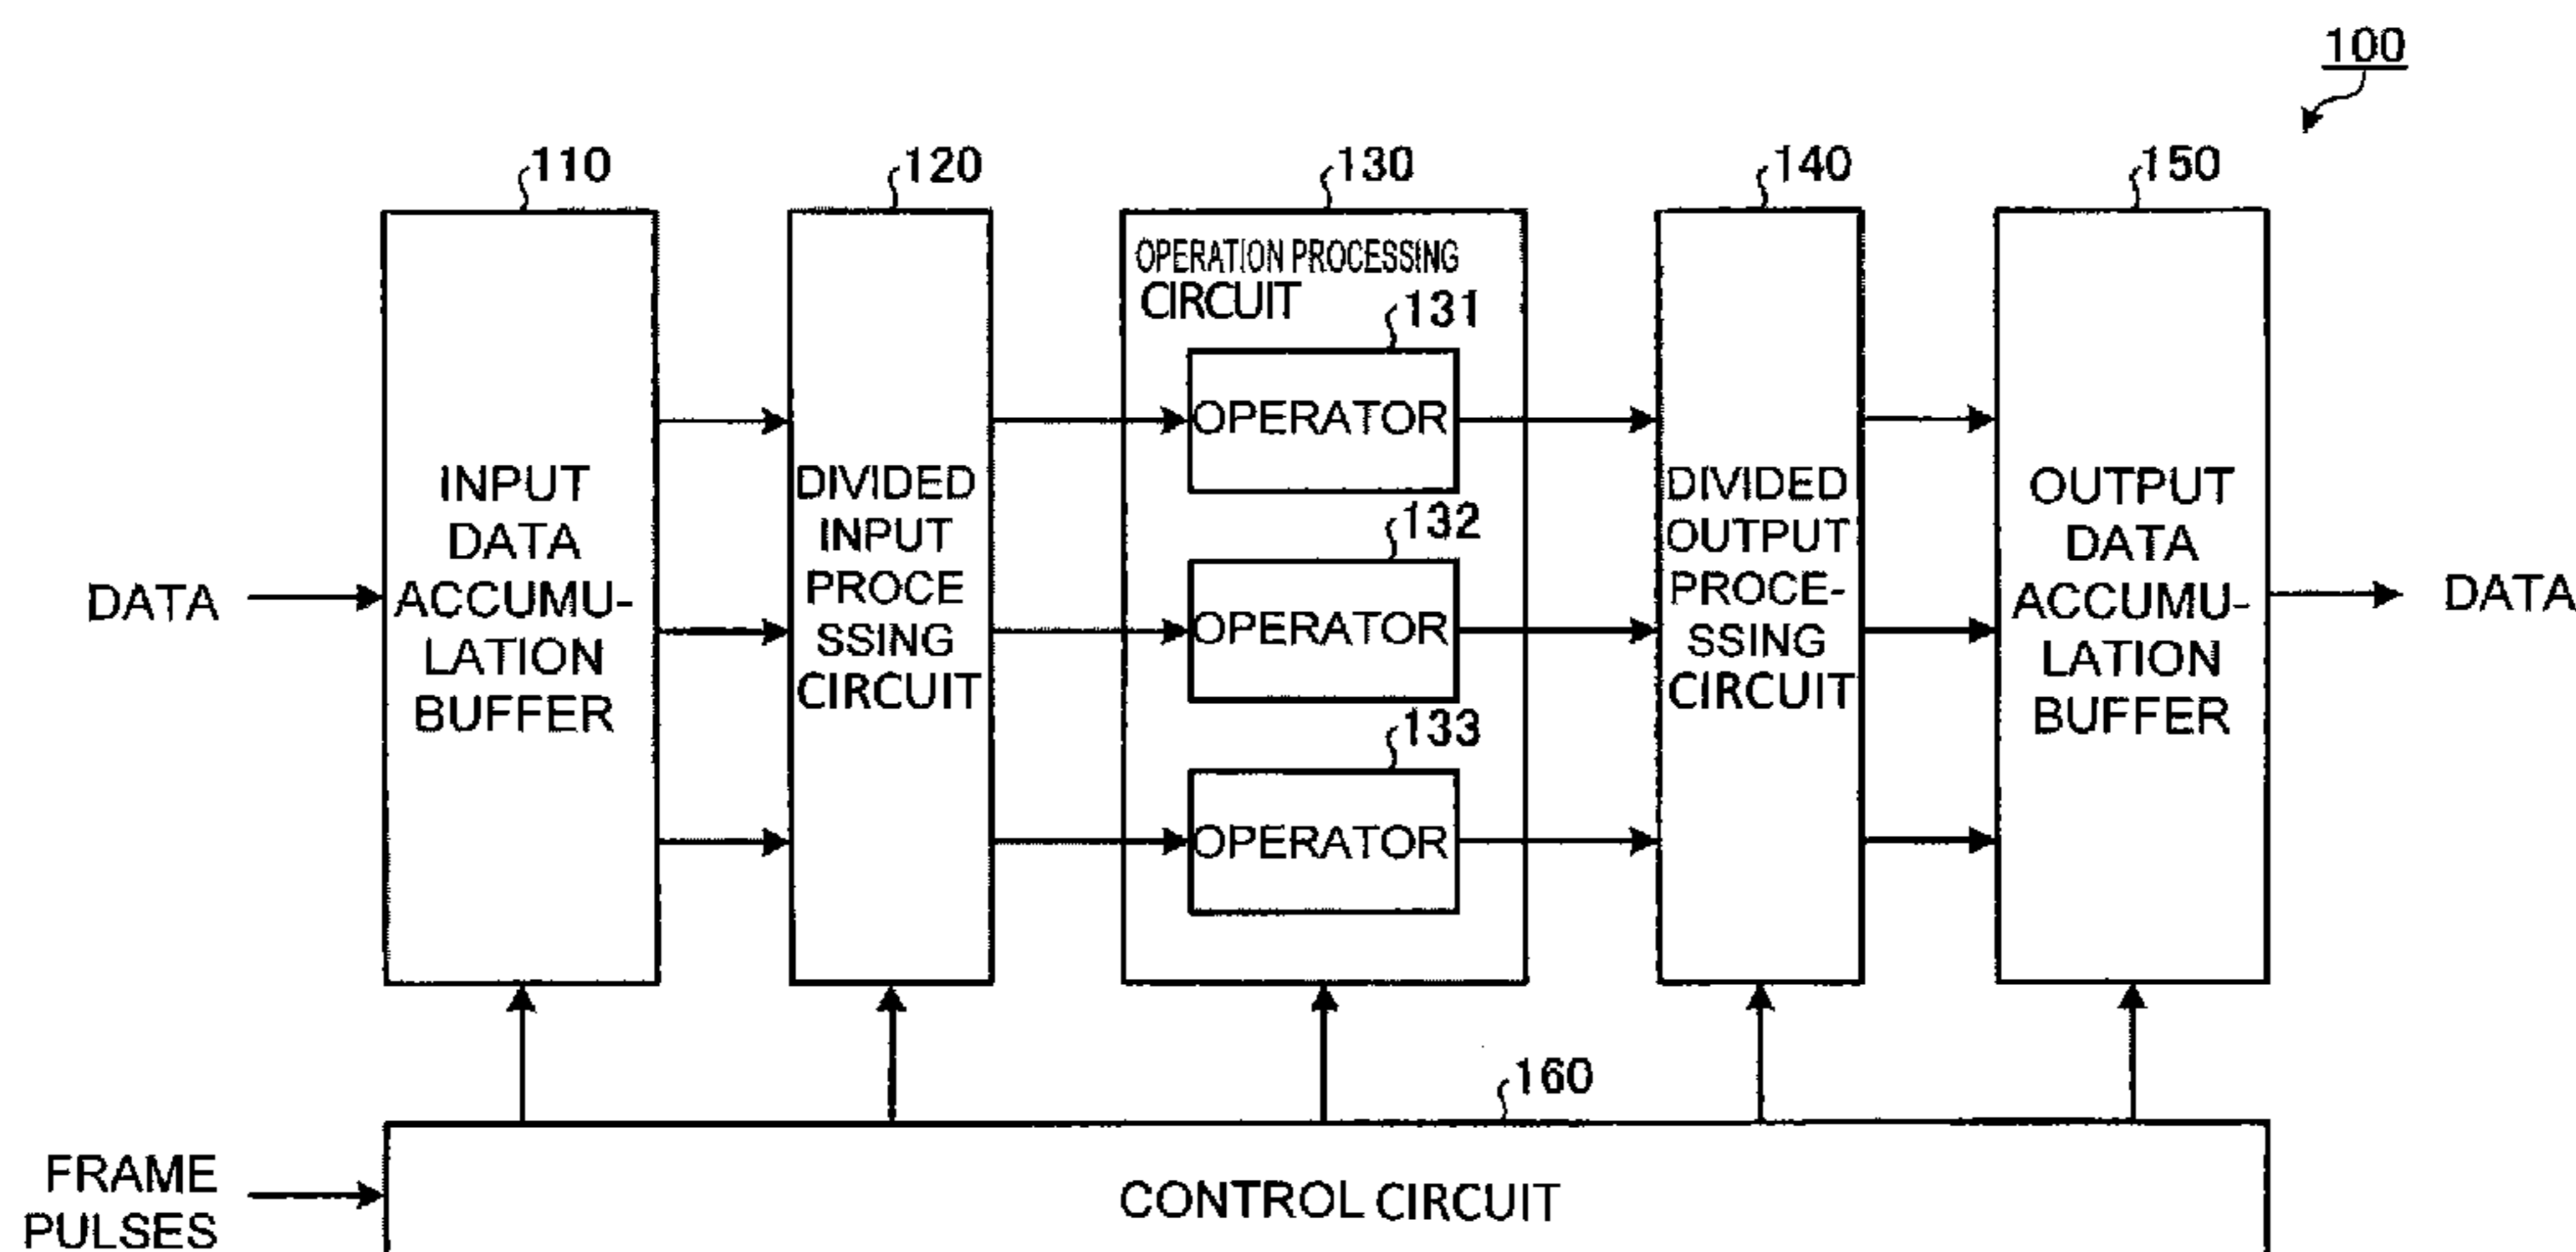 100
110
120
130
140
150
OPERATION PROCESSING
CIRCUIT
131
OPERATOR
132
OPERATOR
133
OPERATOR
DATA
INPUT
DATA
ACCUMU-
LATION
BUFFER
DIVIDED
INPUT
PROCE
SSING
CIRCUIT
DIVIDED
OUTPUT
PROCE-
SSING
CIRCUIT
OUTPUT
DATA
ACCUMU-
LATION
BUFFER
DATA
160
FRAME
PULSES
CONTROL CIRCUIT